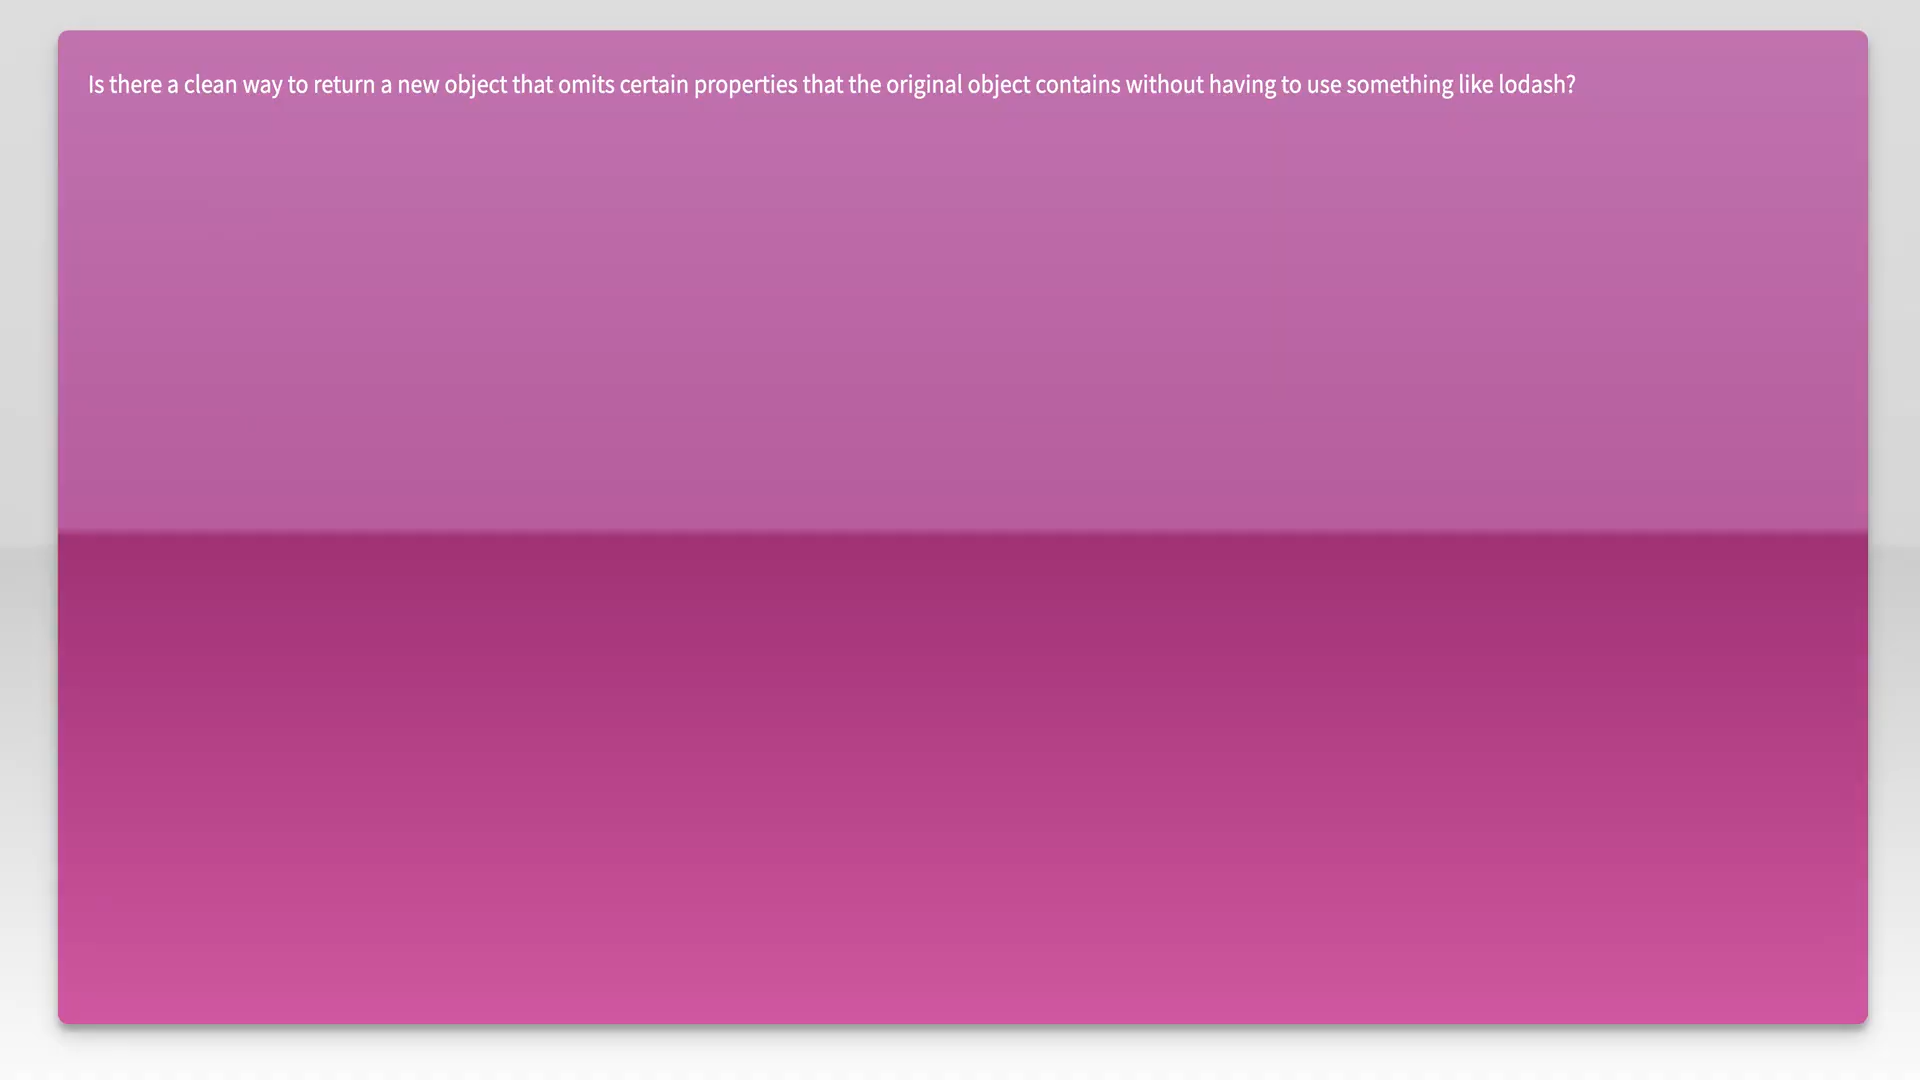 Is there a clean way to return a new object that omits certain properties that the original object contains without having to use something like lodash?